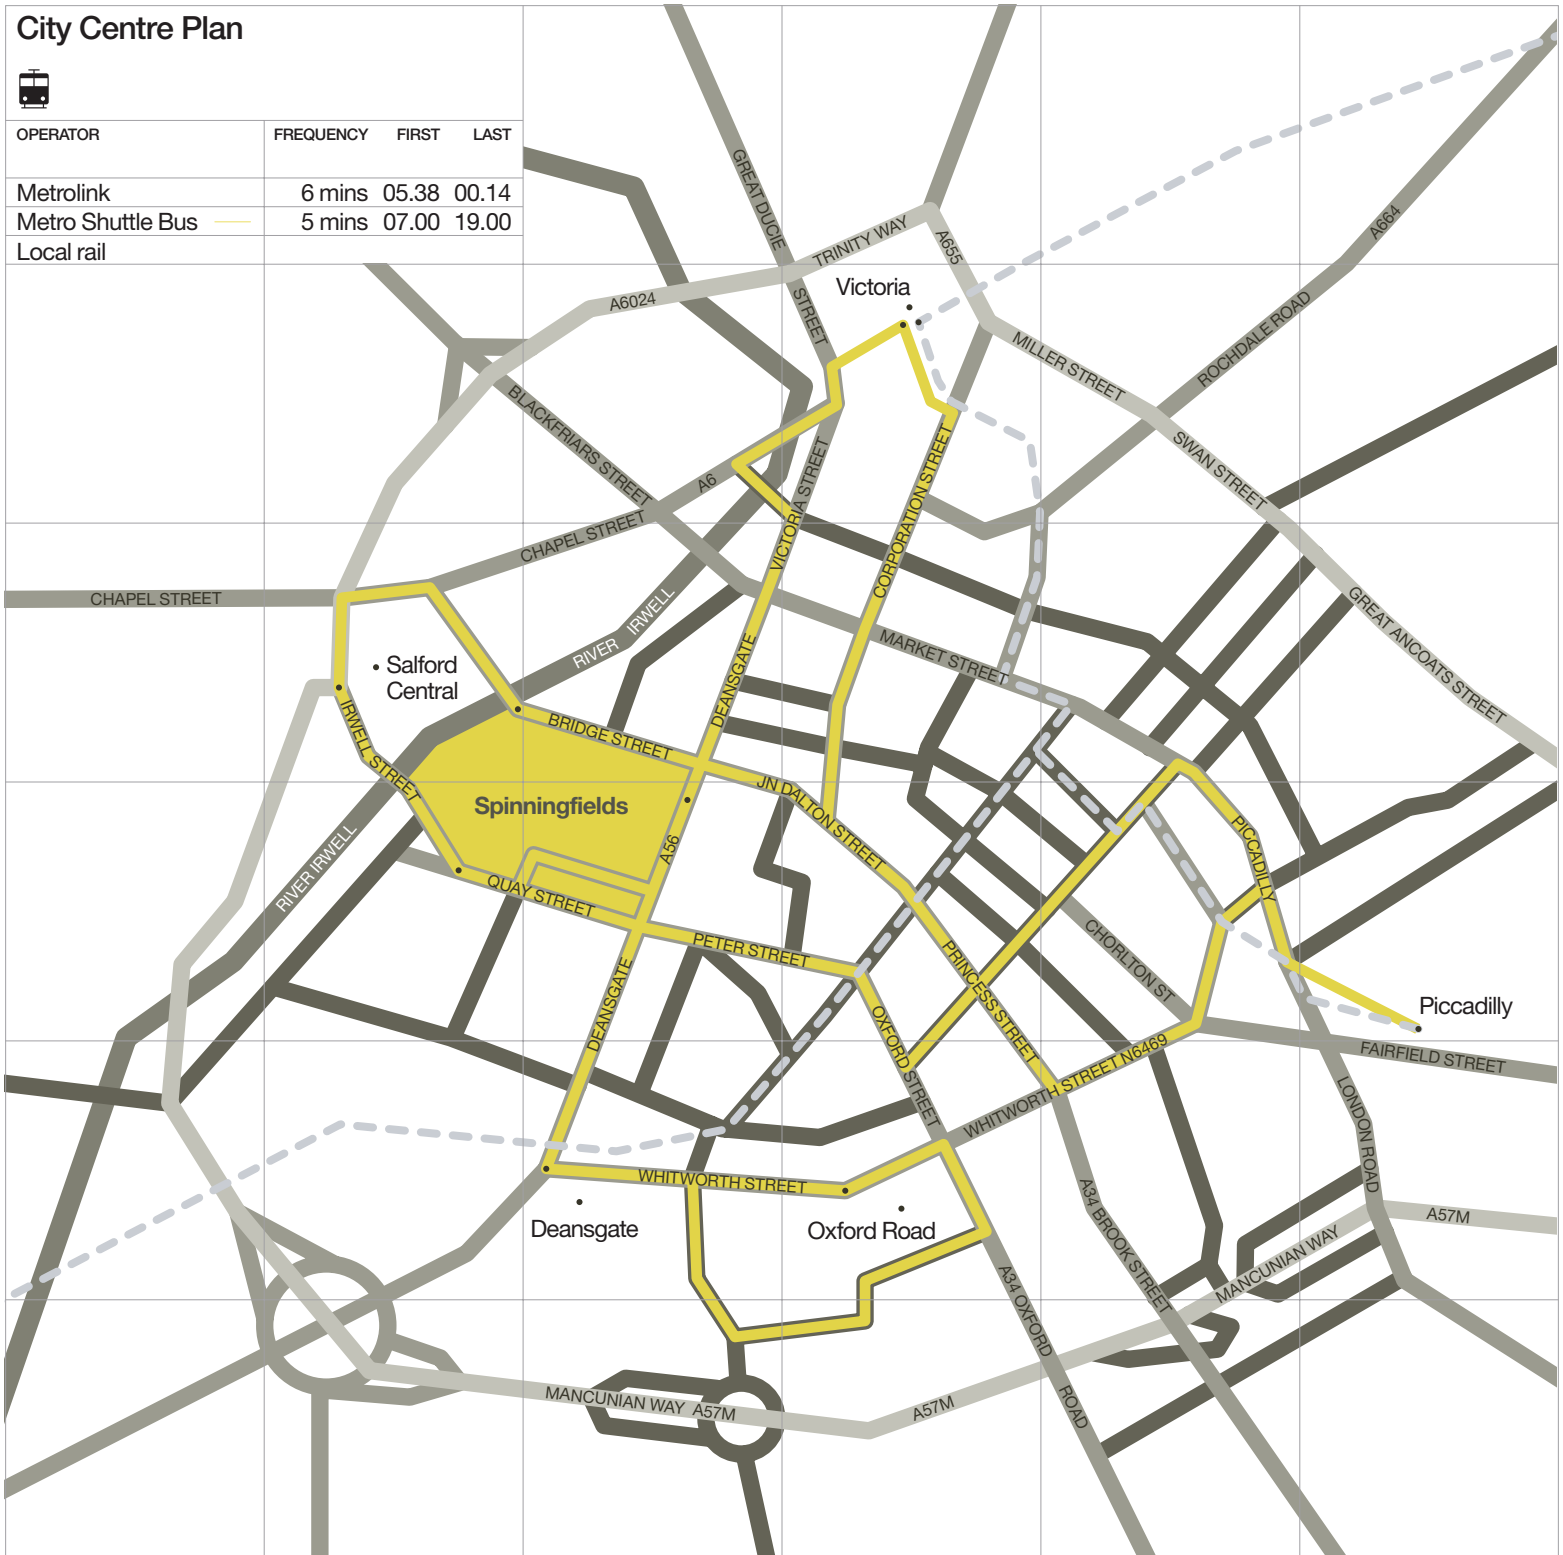 City Centre Plan
OPERATOR FREQUENCY FIRST LAST
Metrolink 6 mins 05.38 00.14
Metro Shuttle Bus 5 mins 07.00 19.00
Local rail
GREAT DUCIE
STREET
TRINITY WAY
A655
A664
A6024
Victoria
MILLER STREET
ROCHDALE ROAD
BLACKFRIARS STREET
A6
VICTORIA STREET
CORPORATION STREET
SWAN STREET
CHAPEL STREET
CHAPEL STREET
GREAT ANCOATS STREET
RIVER IRWELL
MARKET STREET
Salford
Central
DEANSGATE
IRWELL STREET
BRIDGE STREET
JN DALTON STREET
Spinningfields
A56
PICCADILLY
RIVER IRWELL
QUAY STREET
PETER STREET
CHORLTON ST
PRINCESS STREET
DEANSGATE
OXFORD STREET
Piccadilly
WHITWORTH STREET N6469
FAIRFIELD STREET
LONDON ROAD
WHITWORTH STREET
Deansgate
Oxford Road
A34 BROOK STREET
A57M
MANCUNIAN WAY
A34 OXFORD
ROAD
MANCUNIAN WAY A57M
A57M